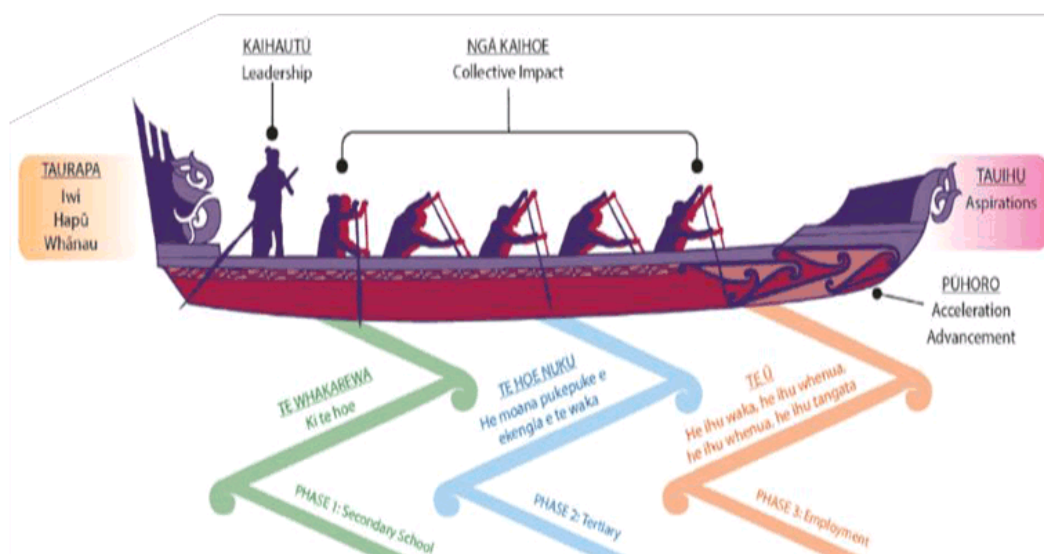 KAIHAUTŪ
Leadership
NGĀ KAIHOE
Collective Impact
TAURAPA
Iwi
Hapū
Whānau
TAUIHU
Aspirations
PŪHORO
Acceleration
Advancement
TE WHAKAREWA
Ki te hoe
PHASE 1: Secondary School
TE HOE NUKU
He moana pukepuke e
ekengia e te waka
PHASE 2: Tertiary
TE Ū
He ihu waka, he ihu whenua,
he ihu whenua, he ihu tangata
PHASE 3: Employment